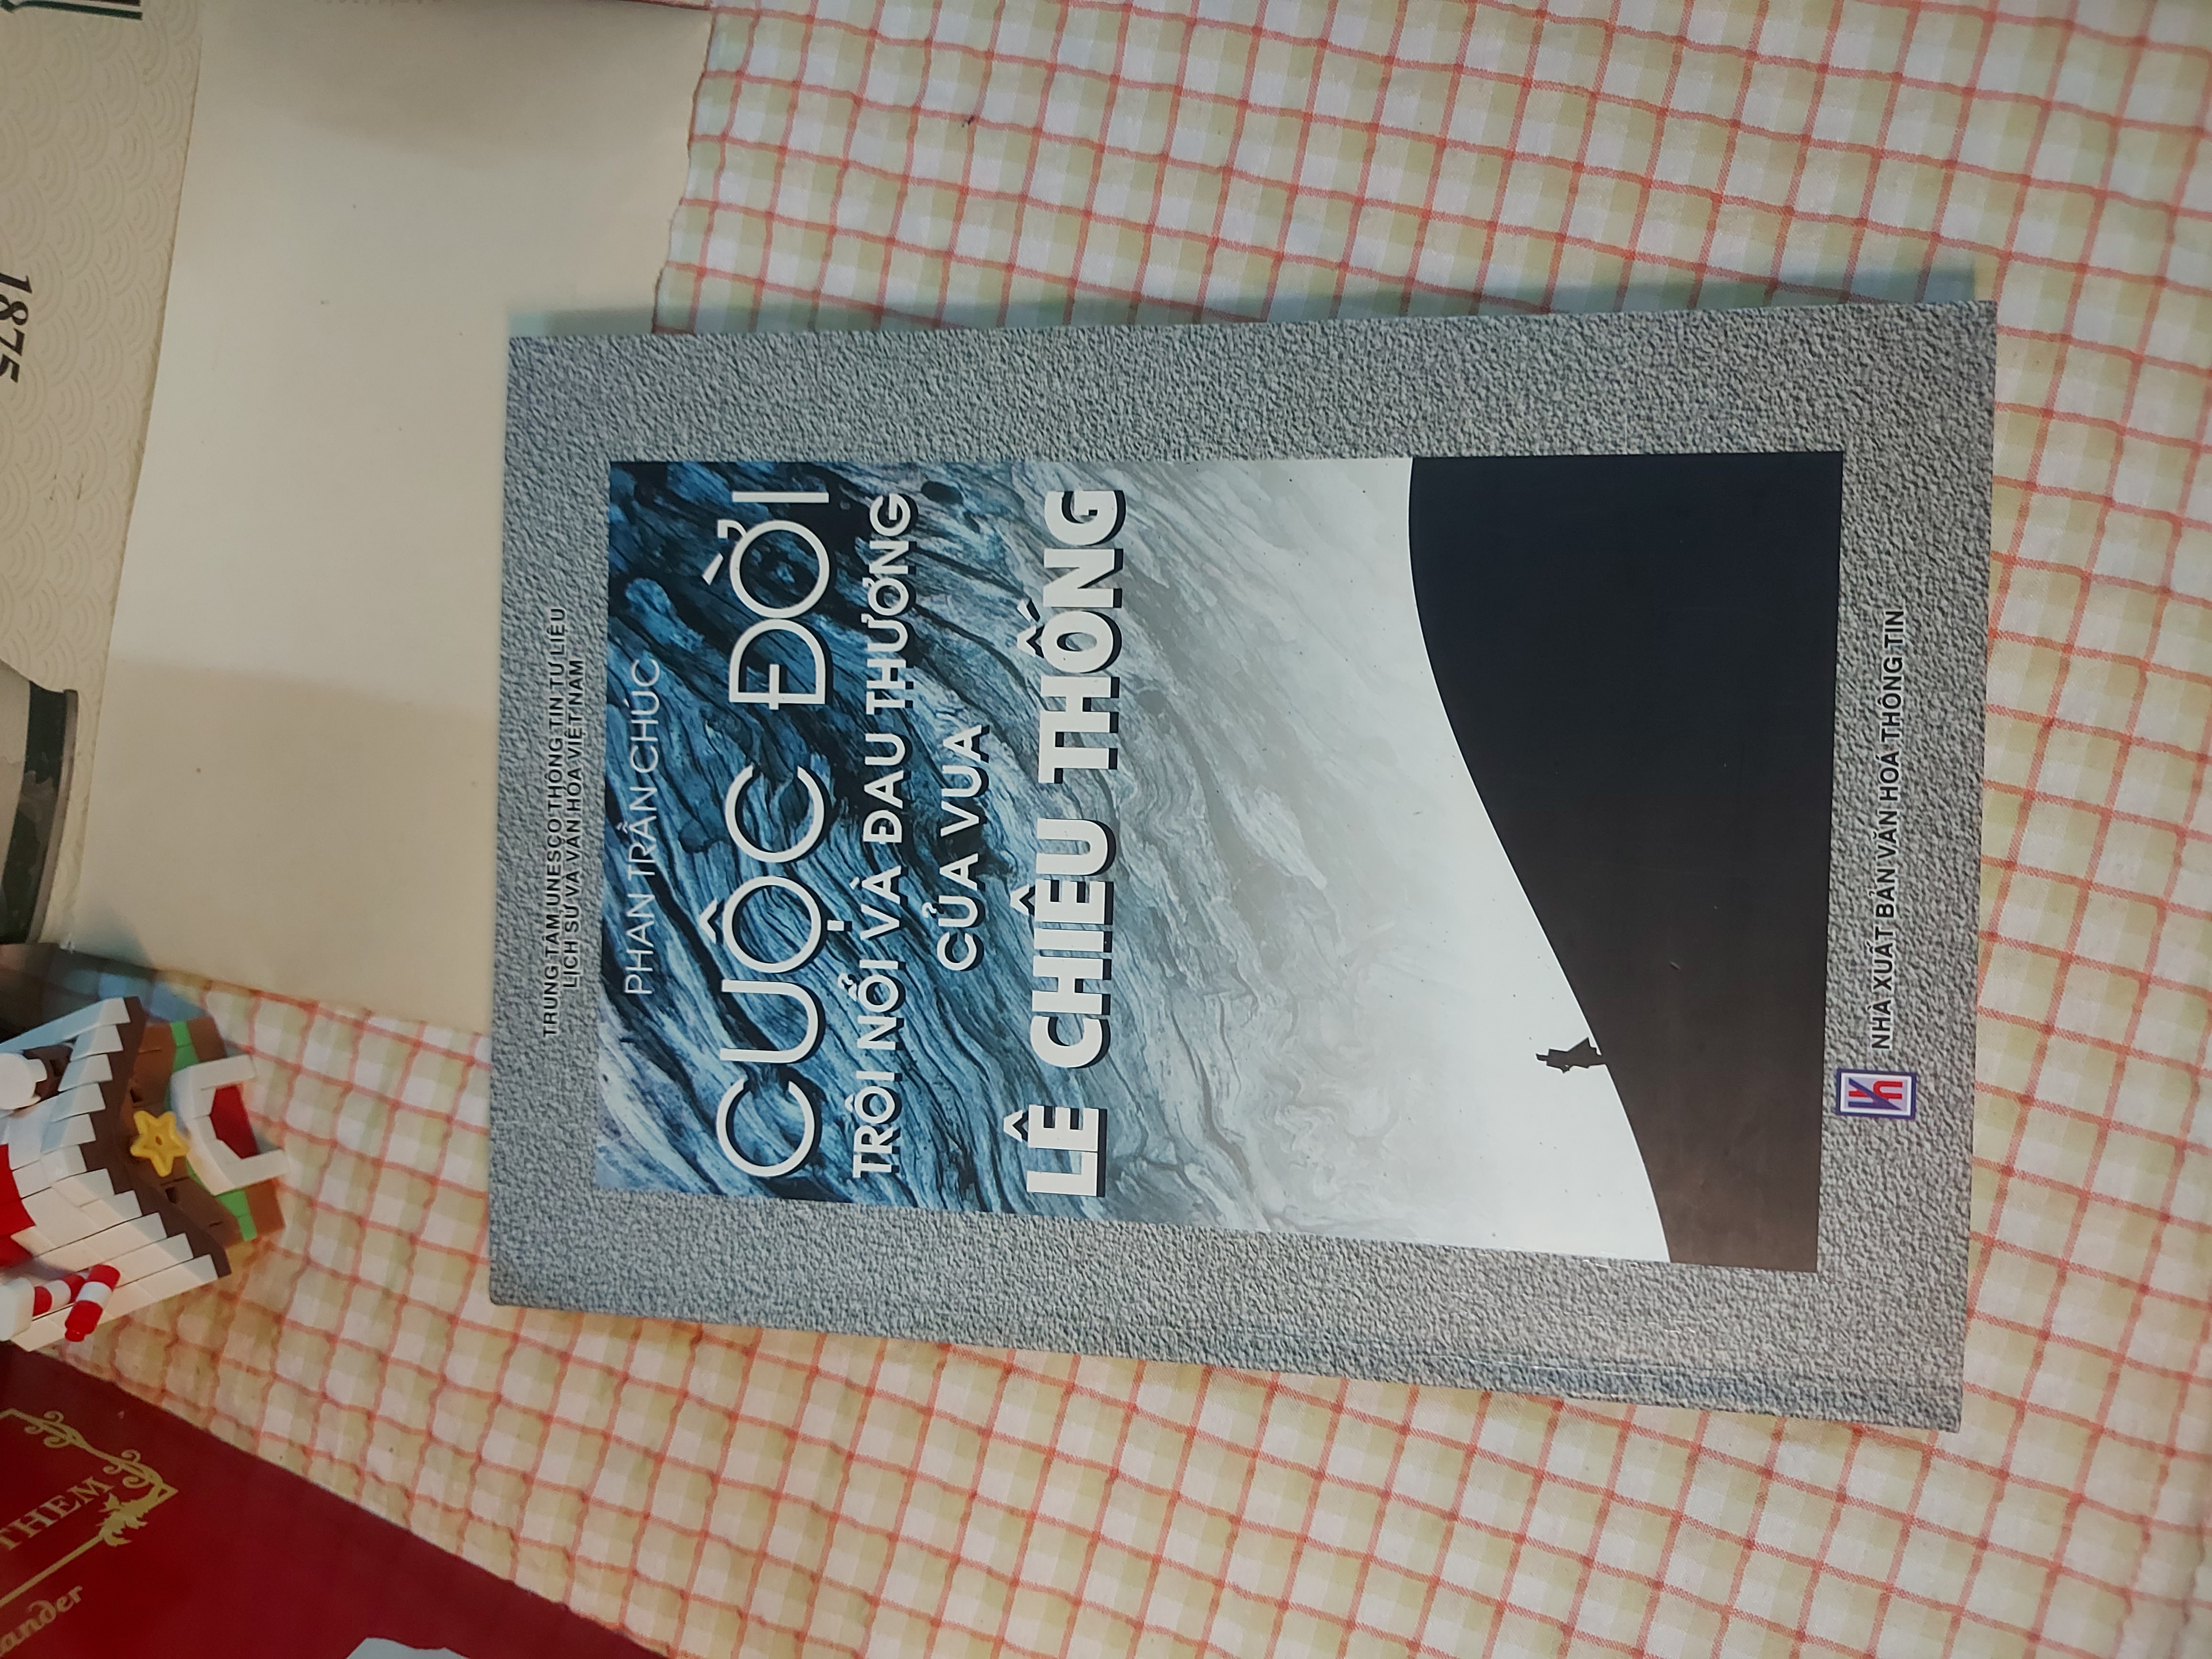 TRUNG TÂM UNESCO THÔNG TIN TƯ LIỆU
LỊCH SỬ VÀ VĂN HÓA VIỆT NAM
PHAN TRẦN CHÚC
CUỘC ĐỜI
TRÔI NỔI VÀ ĐAU THƯƠNG
CỦA VUA
LÊ CHIÊU THỐNG
NHÀ XUẤT BẢN VĂN HOÁ THÔNG TIN
1875
THEM
ander